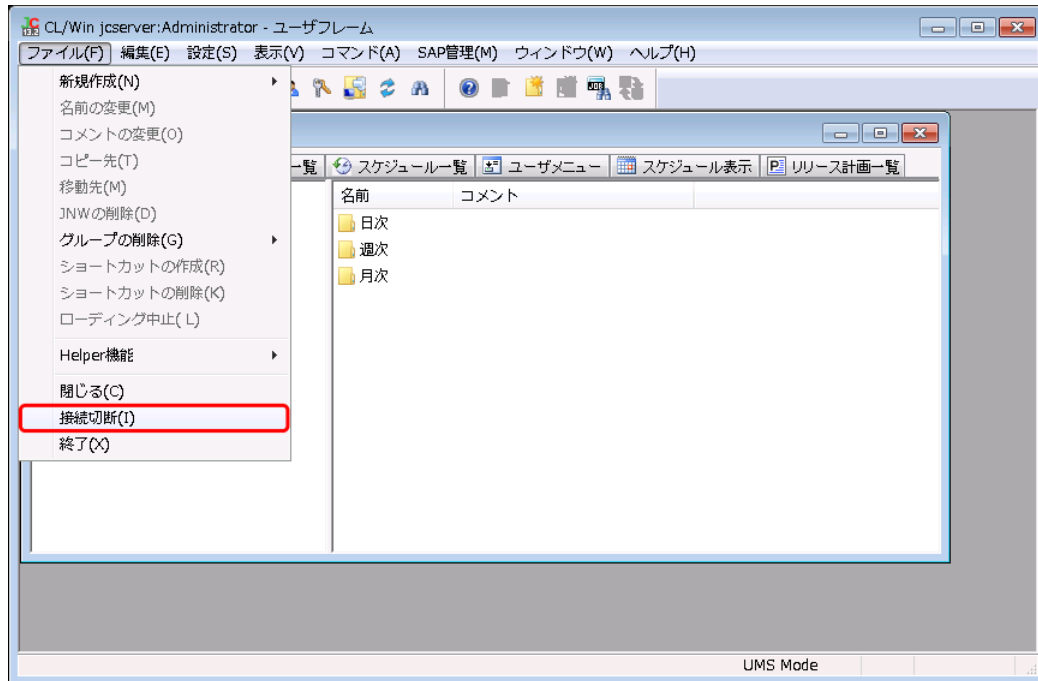 CL/Win jcserver:Administrator - ユーザフレーム
ファイル(F) 編集(E) 設定(S) 表示(V) コマンド(A) SAP管理(M) ウィンドウ(W) ヘルプ(H)
新規作成(N)
名前の変更(M)
コメントの変更(O)
コピー先(T)
移動先(M)
JNWの削除(D)
グループの削除(G)
ショートカットの作成(R)
ショートカットの削除(K)
ローディング中止( L)
Helper機能
閉じる(C)
接続切断(I)
終了(X)
一覧 スケジュール一覧 ユーザメニュー スケジュール表示 リリース計画一覧
名前 コメント
日次
週次
月次
UMS Mode